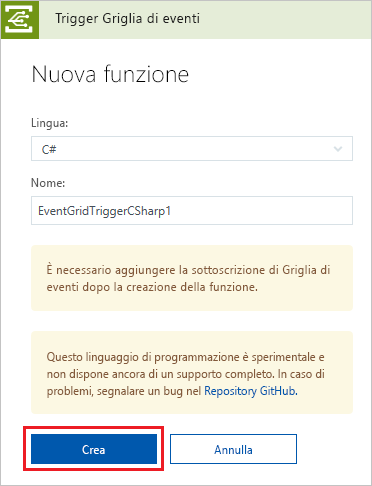 Trigger Griglia di eventi
Nuova funzione
Lingua:
C#
Nome:
EventGridTriggerCSharp1
È necessario aggiungere la sottoscrizione di Griglia di
eventi dopo la creazione della funzione.
Questo linguaggio di programmazione è sperimentale e
non dispone ancora di un supporto completo. In caso di
problemi, segnalare un bug nel Repository GitHub.
Crea
Annulla